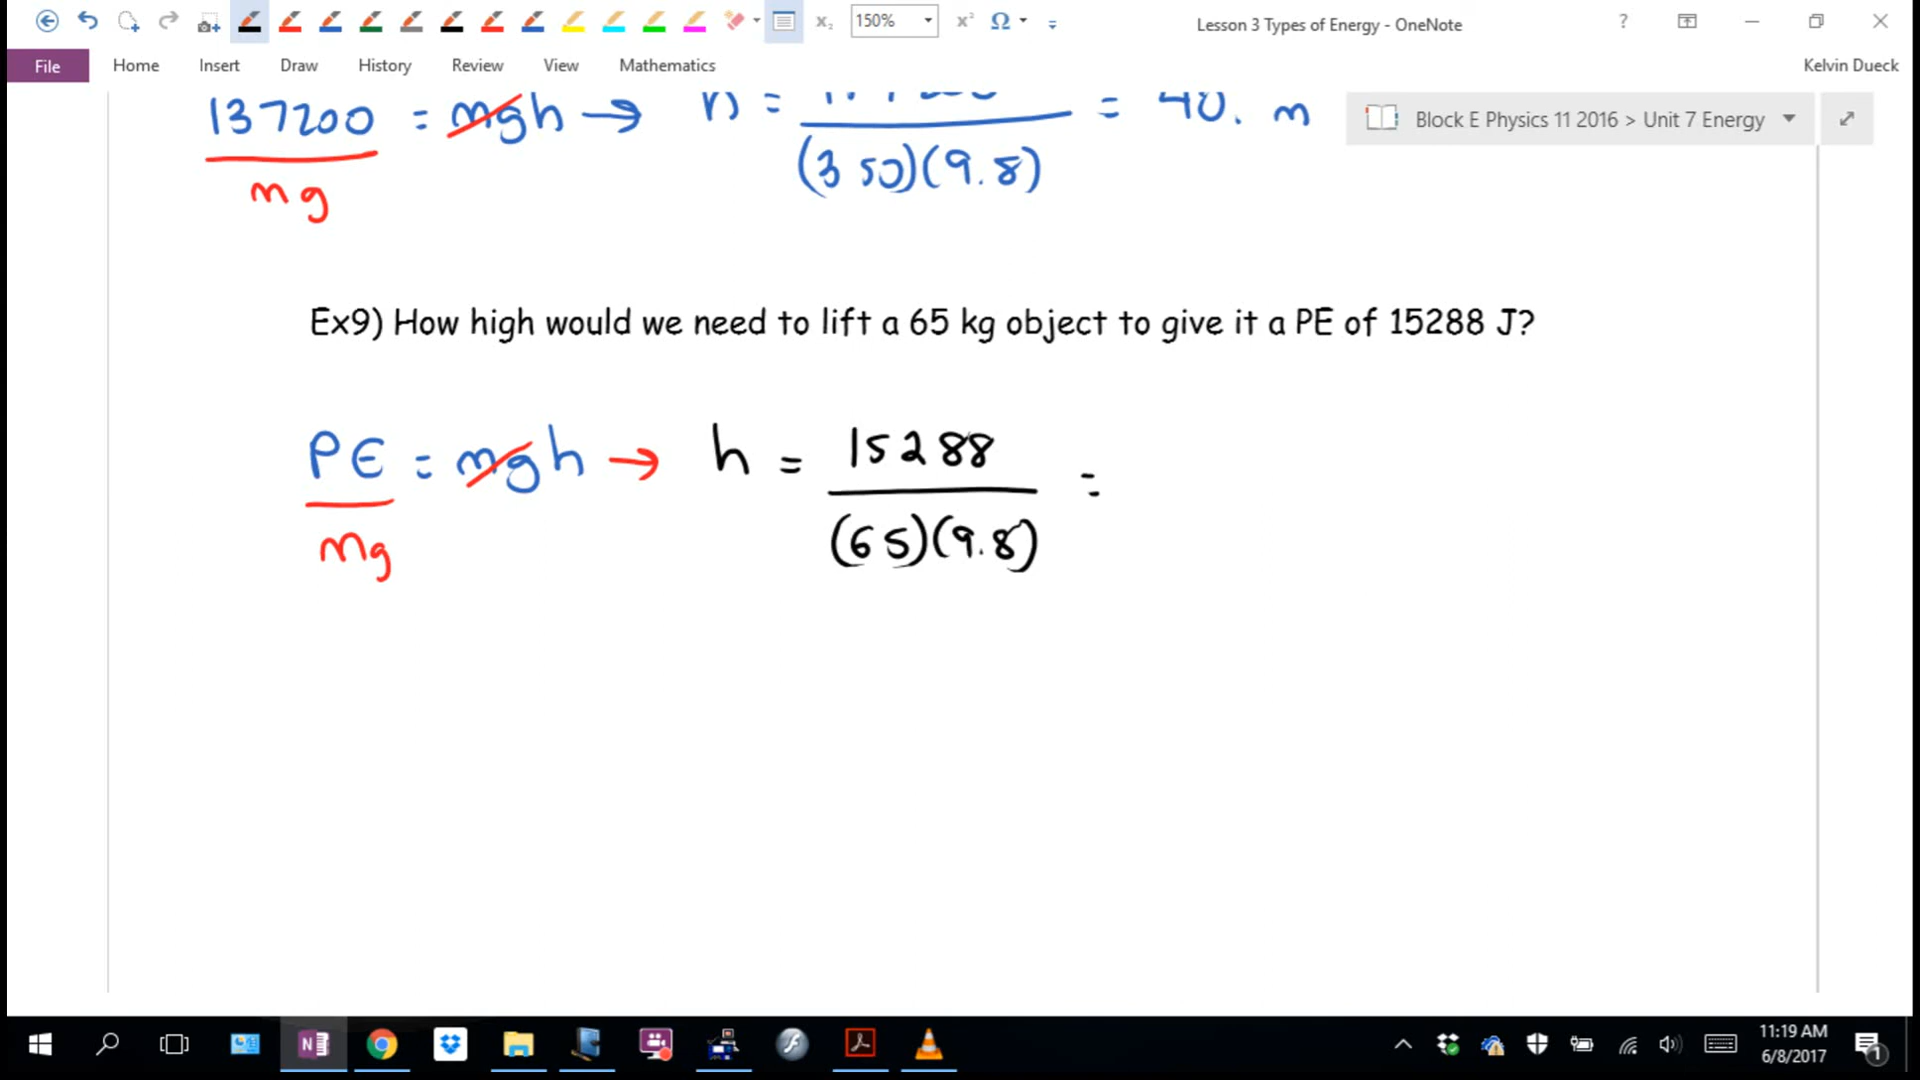 150%
Lesson 3 Types of Energy - OneNote
File Home Insert Draw History Review View Mathematics
Kelvin Dueck
Block E Physics 11 2016 > Unit 7 Energy
137200 = mgh → h = = 40. m
mg (350)(9.8)
Ex9) How high would we need to lift a 65 kg object to give it a PE of 15288 J?
PE = mgh → h = 15288 =
mg (65)(9.8)
11:19 AM
6/8/2017